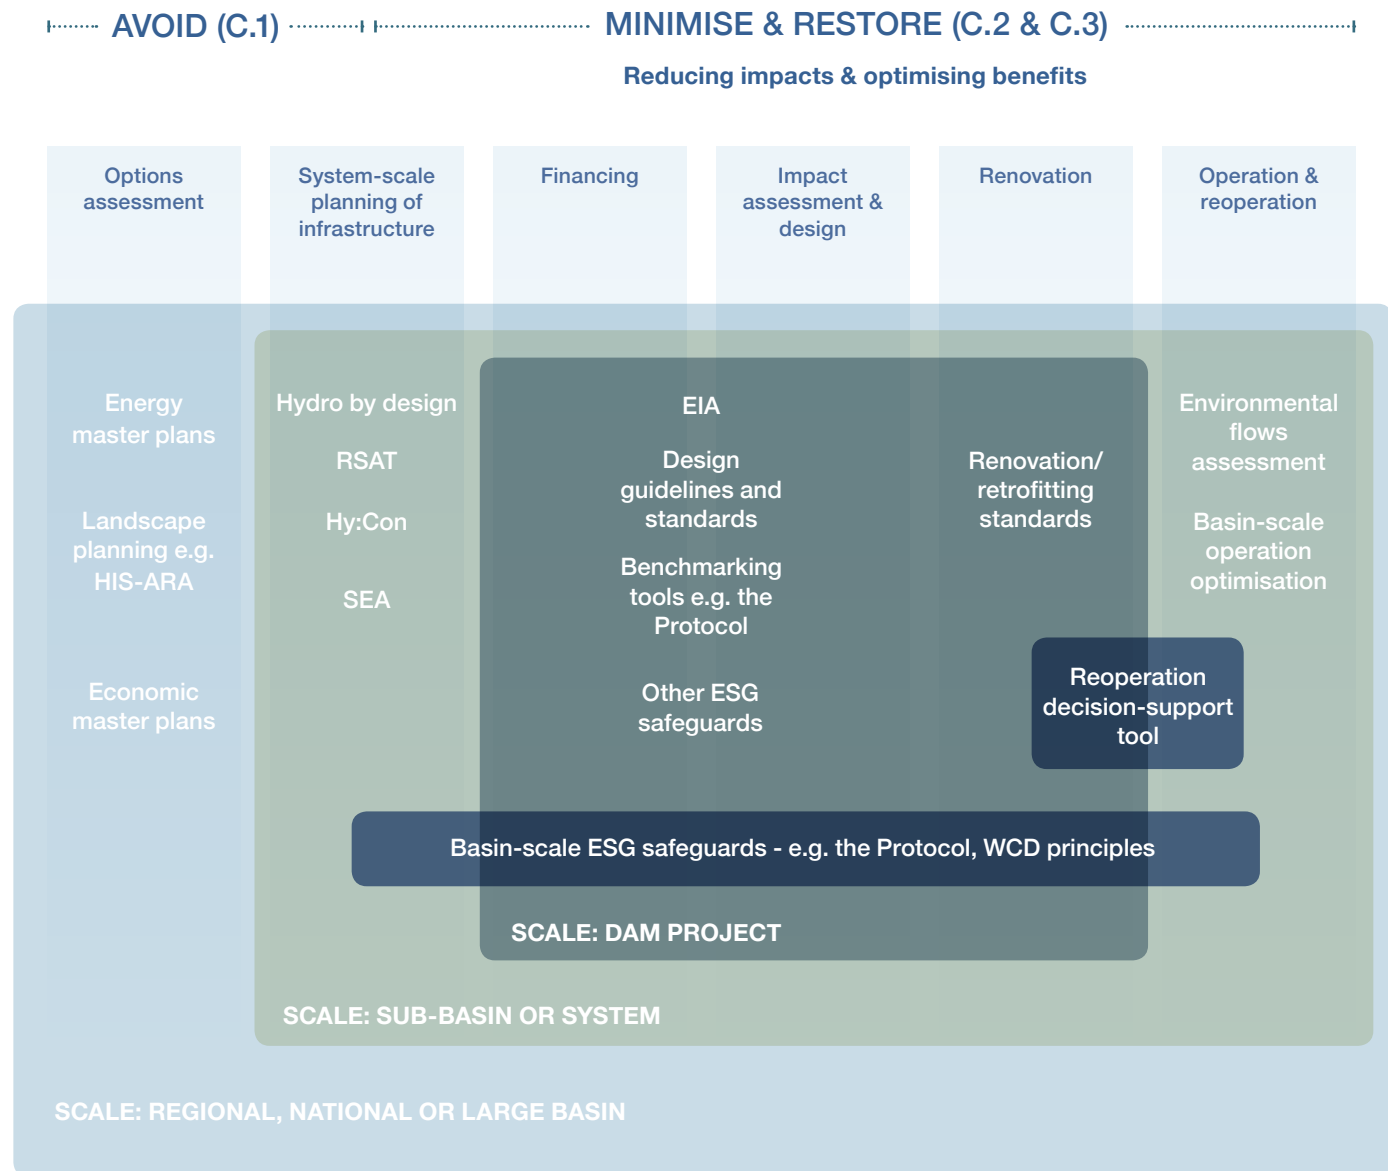 AVOID (C.1)
MINIMISE & RESTORE (C.2 & C.3)
Reducing impacts & optimising benefits
Options
assessment
System-scale
planning of
infrastructure
Financing
Impact
assessment &
design
Renovation
Operation &
reoperation
Energy
master plans
Landscape
planning e.g.
HIS-ARA
Economic
master plans
Hydro by design
RSAT
Hy:Con
SEA
EIA
Design
guidelines and
standards
Benchmarking
tools e.g. the
Protocol
Other ESG
safeguards
Renovation/
retrofitting
standards
Environmental
flows
assessment
Basin-scale
operation
optimisation
Reoperation
decision-support
tool
Basin-scale ESG safeguards - e.g. the Protocol, WCD principles
SCALE: DAM PROJECT
SCALE: SUB-BASIN OR SYSTEM
SCALE: REGIONAL, NATIONAL OR LARGE BASIN